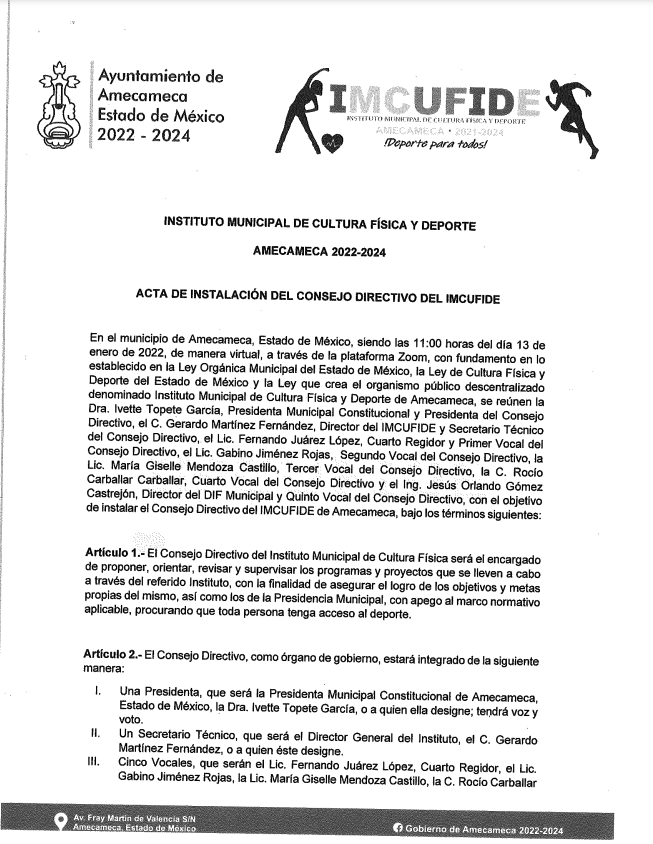 Ayuntamiento de
Amecameca
Estado de México
2022 - 2024
IMCUFIDE
INSTITUTO MUNICIPAL DE CULTURA FÍSICA Y DEPORTE
AMECAMECA • 2021-2024
!Deporte para todos!
INSTITUTO MUNICIPAL DE CULTURA FÍSICA Y DEPORTE
AMECAMECA 2022-2024
ACTA DE INSTALACIÓN DEL CONSEJO DIRECTIVO DEL IMCUFIDE
En el municipio de Amecameca, Estado de México, siendo las 11:00 horas del día 13 de
enero de 2022, de manera virtual, a través de la plataforma Zoom, con fundamento en lo
establecido en la Ley Orgánica Municipal del Estado de México, la Ley de Cultura Física y
Deporte del Estado de México y la Ley que crea el organismo público descentralizado
denominado Instituto Municipal de Cultura Física y Deporte de Amecameca, se reúnen la
Dra. Ivette Topete García, Presidenta Municipal Constitucional y Presidenta del Consejo
Directivo, el C. Gerardo Martínez Fernández, Director del IMCUFIDE y Secretario Técnico
del Consejo Directivo, el Lic. Fernando Juárez López, Cuarto Regidor y Primer Vocal del
Consejo Directivo, el Lic. Gabino Jiménez Rojas, Segundo Vocal del Consejo Directivo, la
Lic. María Giselle Mendoza Castillo, Tercer Vocal del Consejo Directivo, la C. Rocío
Carballar Carballar, Cuarto Vocal del Consejo Directivo y el Ing. Jesús Orlando Gómez
Castrejón, Director del DIF Municipal y Quinto Vocal del Consejo Directivo, con el objetivo
de instalar el Consejo Directivo del IMCUFIDE de Amecameca, bajo los términos siguientes:
Artículo 1.- El Consejo Directivo del Instituto Municipal de Cultura Física será el encargado
de proponer, orientar, revisar y supervisar los programas y proyectos que se lleven a cabo
a través del referido Instituto, con la finalidad de asegurar el logro de los objetivos y metas
propias del mismo, así como los de la Presidencia Municipal, con apego al marco normativo
aplicable, procurando que toda persona tenga acceso al deporte.
Artículo 2.- El Consejo Directivo, como órgano de gobierno, estará integrado de la siguiente
manera:
I. Una Presidenta, que será la Presidenta Municipal Constitucional de Amecameca,
Estado de México, la Dra. Ivette Topete García, o a quien ella designe; tendrá voz y
voto.
II. Un Secretario Técnico, que será el Director General del Instituto, el C. Gerardo
Martínez Fernández, o a quien éste designe.
III. Cinco Vocales, que serán el Lic. Fernando Juárez López, Cuarto Regidor, el Lic.
Gabino Jiménez Rojas, la Lic. María Giselle Mendoza Castillo, la C. Rocío Carballar
Av. Fray Martín de Valencia S/N
Amecameca, Estado de México
Gobierno de Amecameca 2022-2024